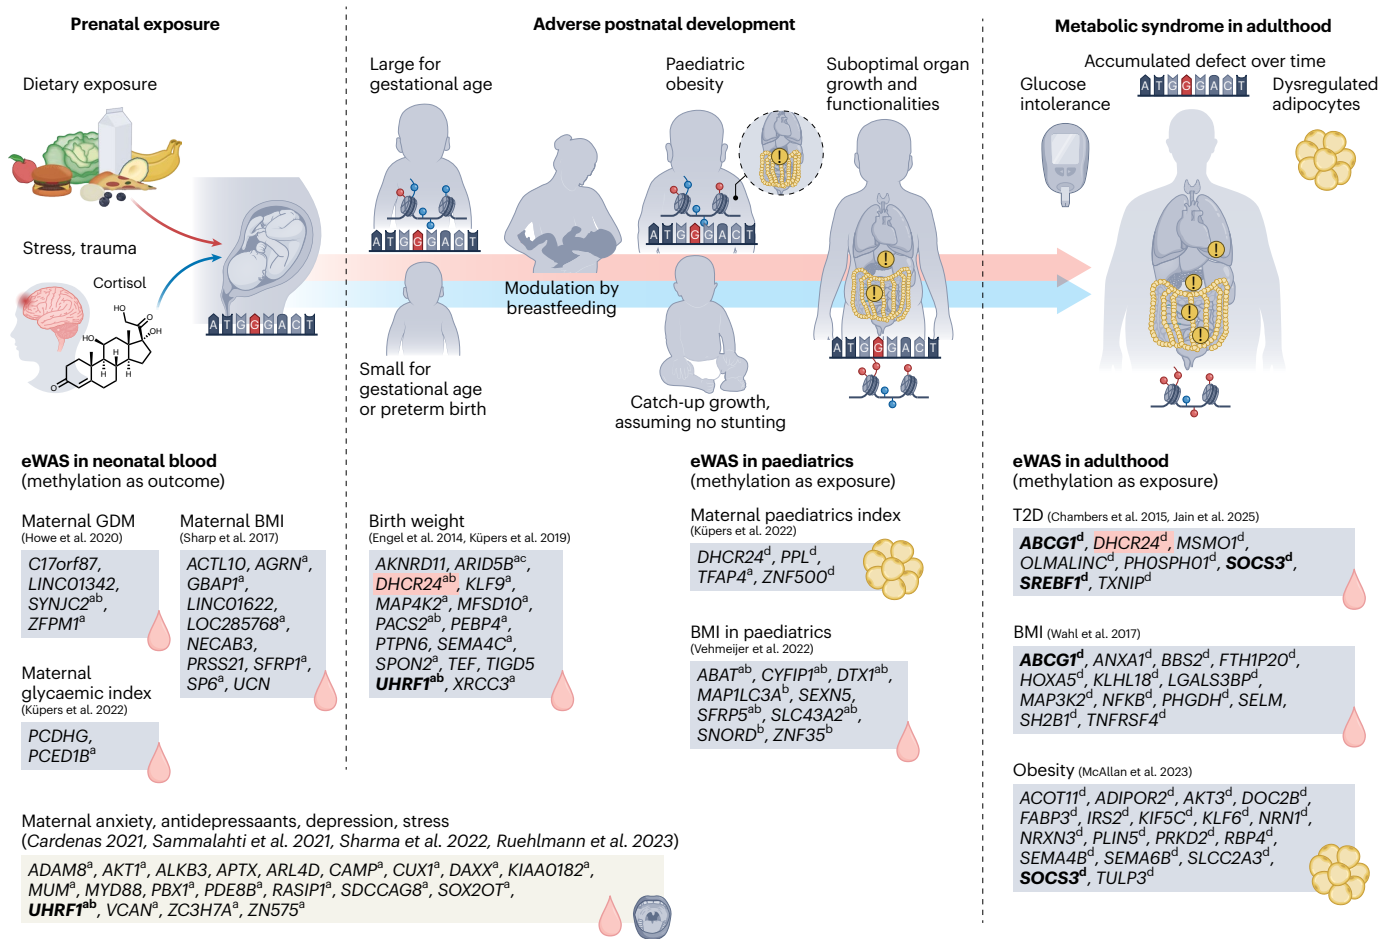 Prenatal exposure
Dietary exposure
Stress, trauma
Cortisol
HO
O
OH
HO
H
H
H
O
A T G G G A C T
Adverse postnatal development
Large for
gestational age
A T G G G A C T
Small for
gestational age
or preterm birth
Modulation by
breastfeeding
Paediatric
obesity
!
A T G G G A C T
Catch-up growth,
assuming no stunting
Suboptimal organ
growth and
functionalities
!
!
A T G G G A C T
Metabolic syndrome in adulthood
Accumulated defect over time
A T G G G A C T
Glucose
intolerance
Dysregulated
adipocytes
!
!
!
!
eWAS in neonatal blood
(methylation as outcome)
Maternal GDM
(Howe et al. 2020)
C17orf87,
LINC01342,
SYNJC2ab,
ZFPM1a
Maternal
glycaemic index
(Küpers et al. 2022)
PCDHG,
PCED1Ba
Maternal BMI
(Sharp et al. 2017)
ACTL10, AGRNa,
GBAP1a,
LINC01622,
LOC285768a,
NECAB3,
PRSS21, SFRP1a,
SP6a, UCN
Birth weight
(Engel et al. 2014, Küpers et al. 2019)
AKNRD11, ARID5Bac,
DHCR24ab, KLF9a,
MAP4K2a, MFSD10a,
PACS2ab, PEBP4a,
PTPN6, SEMA4Ca,
SPON2a, TEF, TIGD5
UHRF1ab, XRCC3a
Maternal anxiety, antidepressaants, depression, stress
(Cardenas 2021, Sammalahti et al. 2021, Sharma et al. 2022, Ruehlmann et al. 2023)
ADAM8a, AKT1a, ALKB3, APTX, ARL4D, CAMPa, CUX1a, DAXXa, KIAA0182a,
MUMa, MYD88, PBX1a, PDE8Ba, RASIP1a, SDCCAG8a, SOX2OTa,
UHRF1ab, VCANa, ZC3H7Aa, ZN575a
eWAS in paediatrics
(methylation as exposure)
Maternal paediatrics index
(Küpers et al. 2022)
DHCR24d, PPLd,
TFAP4a, ZNF500d
BMI in paediatrics
(Vehmeijer et al. 2022)
ABATab, CYFIP1ab, DTX1ab,
MAP1LC3Ab, SEXN5,
SFRP5ab, SLC43A2ab,
SNORDb, ZNF35b
eWAS in adulthood
(methylation as exposure)
T2D (Chambers et al. 2015, Jain et al. 2025)
ABCG1d, DHCR24d, MSMO1d,
OLMALINCd, PH0SPH01d, SOCS3d,
SREBF1d, TXNIPd
BMI (Wahl et al. 2017)
ABCG1d, ANXA1d, BBS2d, FTH1P20d,
HOXA5d, KLHL18d, LGALS3BPd,
MAP3K2d, NFKBd, PHGDHd, SELM,
SH2B1d, TNFRSF4d
Obesity (McAllan et al. 2023)
ACOT11d, ADIPOR2d, AKT3d, DOC2Bd,
FABP3d, IRS2d, KIF5Cd, KLF6d, NRN1d,
NRXN3d, PLIN5d, PRKD2d, RBP4d,
SEMA4Bd, SEMA6Bd, SLCC2A3d,
SOCS3d, TULP3d